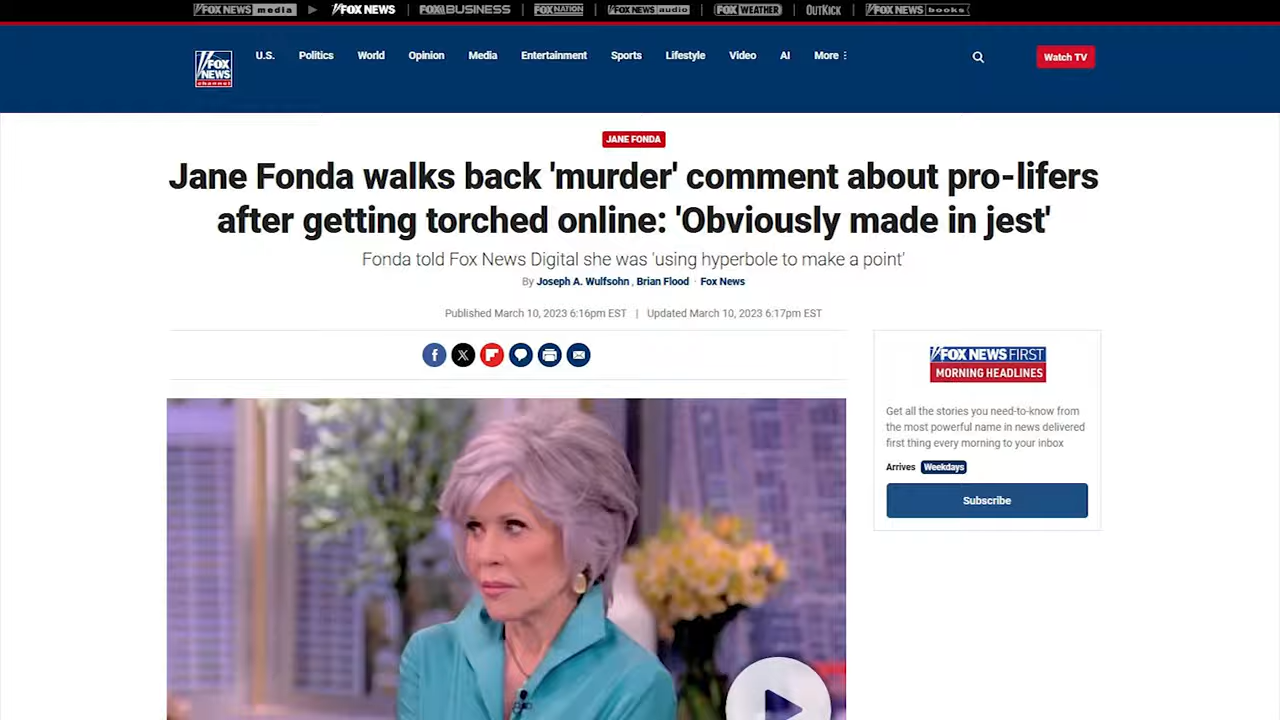 FOX NEWS media
FOX NEWS
FOX BUSINESS
FOX NATION
FOX NEWS audio
FOX WEATHER
OUTKICK
FOX NEWS books
FOX
NEWS
channel
U.S. Politics World Opinion Media Entertainment Sports Lifestyle Video AI More
Watch TV
JANE FONDA
Jane Fonda walks back 'murder' comment about pro-lifers
after getting torched online: 'Obviously made in jest'
Fonda told Fox News Digital she was 'using hyperbole to make a point'
By Joseph A. Wulfsohn , Brian Flood · Fox News
Published March 10, 2023 6:16pm EST | Updated March 10, 2023 6:17pm EST
FOX NEWS FIRST
MORNING HEADLINES
Get all the stories you need-to-know from
the most powerful name in news delivered
first thing every morning to your inbox
Arrives Weekdays
Subscribe